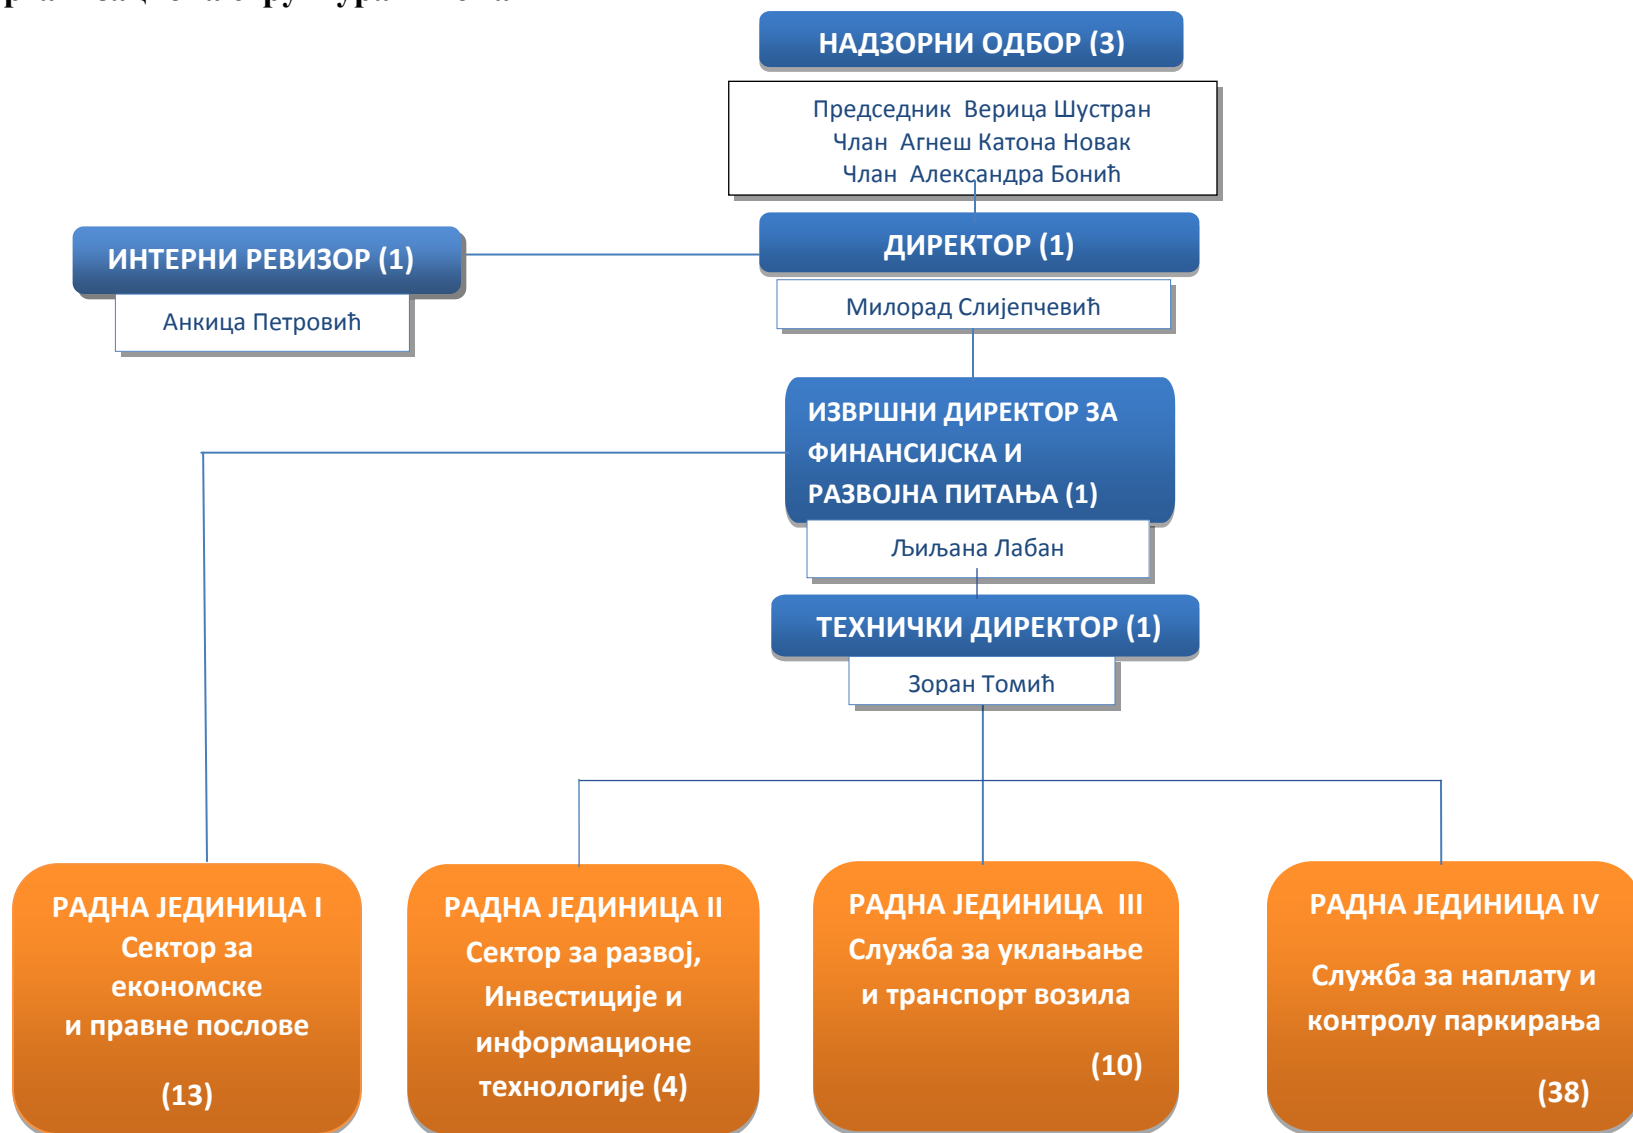 НАДЗОРНИ ОДБОР (3)
Председник Верица Шустран
Члан Агнеш Катона Новак
Члан Александра Бонић
ИНТЕРНИ РЕВИЗОР (1)
Анкица Петровић
ДИРЕКТОР (1)
Милорад Слијепчевић
ИЗВРШНИ ДИРЕКТОР ЗА
ФИНАНСИЈСКА И
РАЗВОЈНА ПИТАЊА (1)
Љиљана Лабан
ТЕХНИЧКИ ДИРЕКТОР (1)
Зоран Томић
РАДНА ЈЕДИНИЦА I
Сектор за
економске
и правне послове
(13)
РАДНА ЈЕДИНИЦА II
Сектор за развој,
Инвестиције и
информационе
технологије (4)
РАДНА ЈЕДИНИЦА III
Служба за уклањање
и транспорт возила
(10)
РАДНА ЈЕДИНИЦА IV
Служба за наплату и
контролу паркирања
(38)